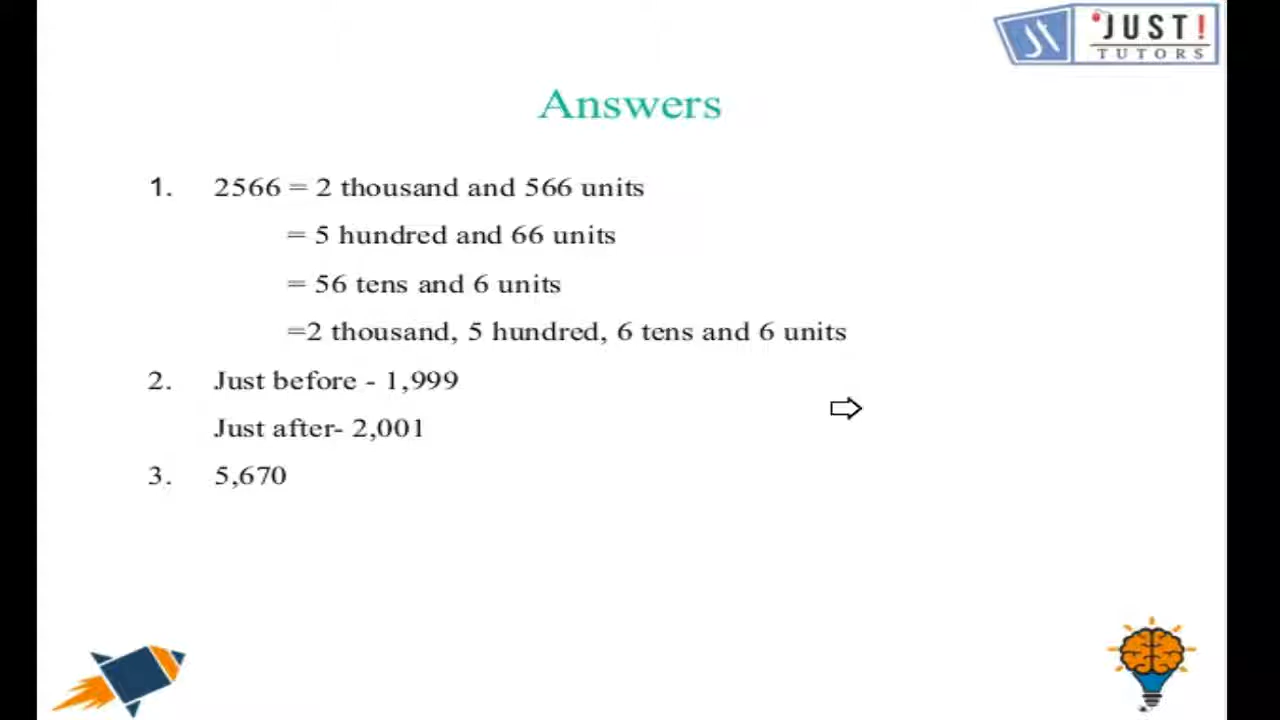 JUST!
TUTORS
Answers
1. 2566 = 2 thousand and 566 units
= 5 hundred and 66 units
= 56 tens and 6 units
=2 thousand, 5 hundred, 6 tens and 6 units
2. Just before - 1,999
Just after- 2,001
3. 5,670